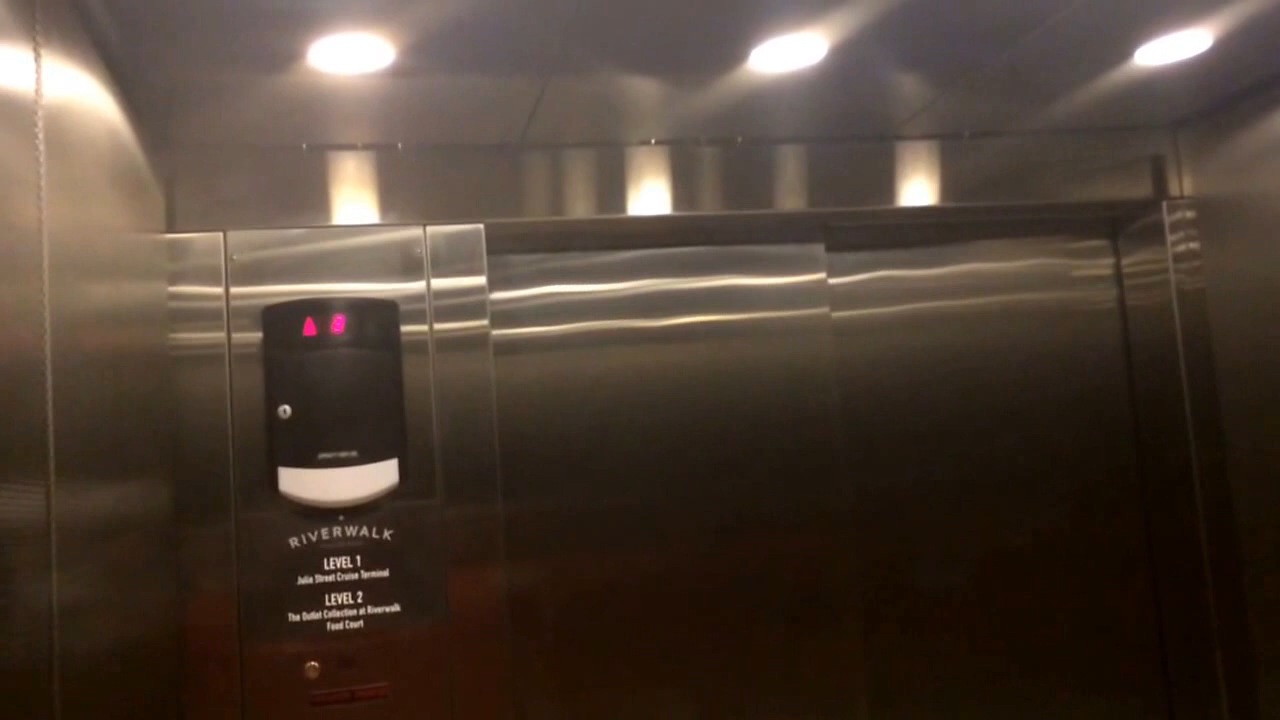 RIVERWALK
LEVEL 1
Julia Street Cruise Terminal
LEVEL 2
The Outlet Collection at Riverwalk
Food Court